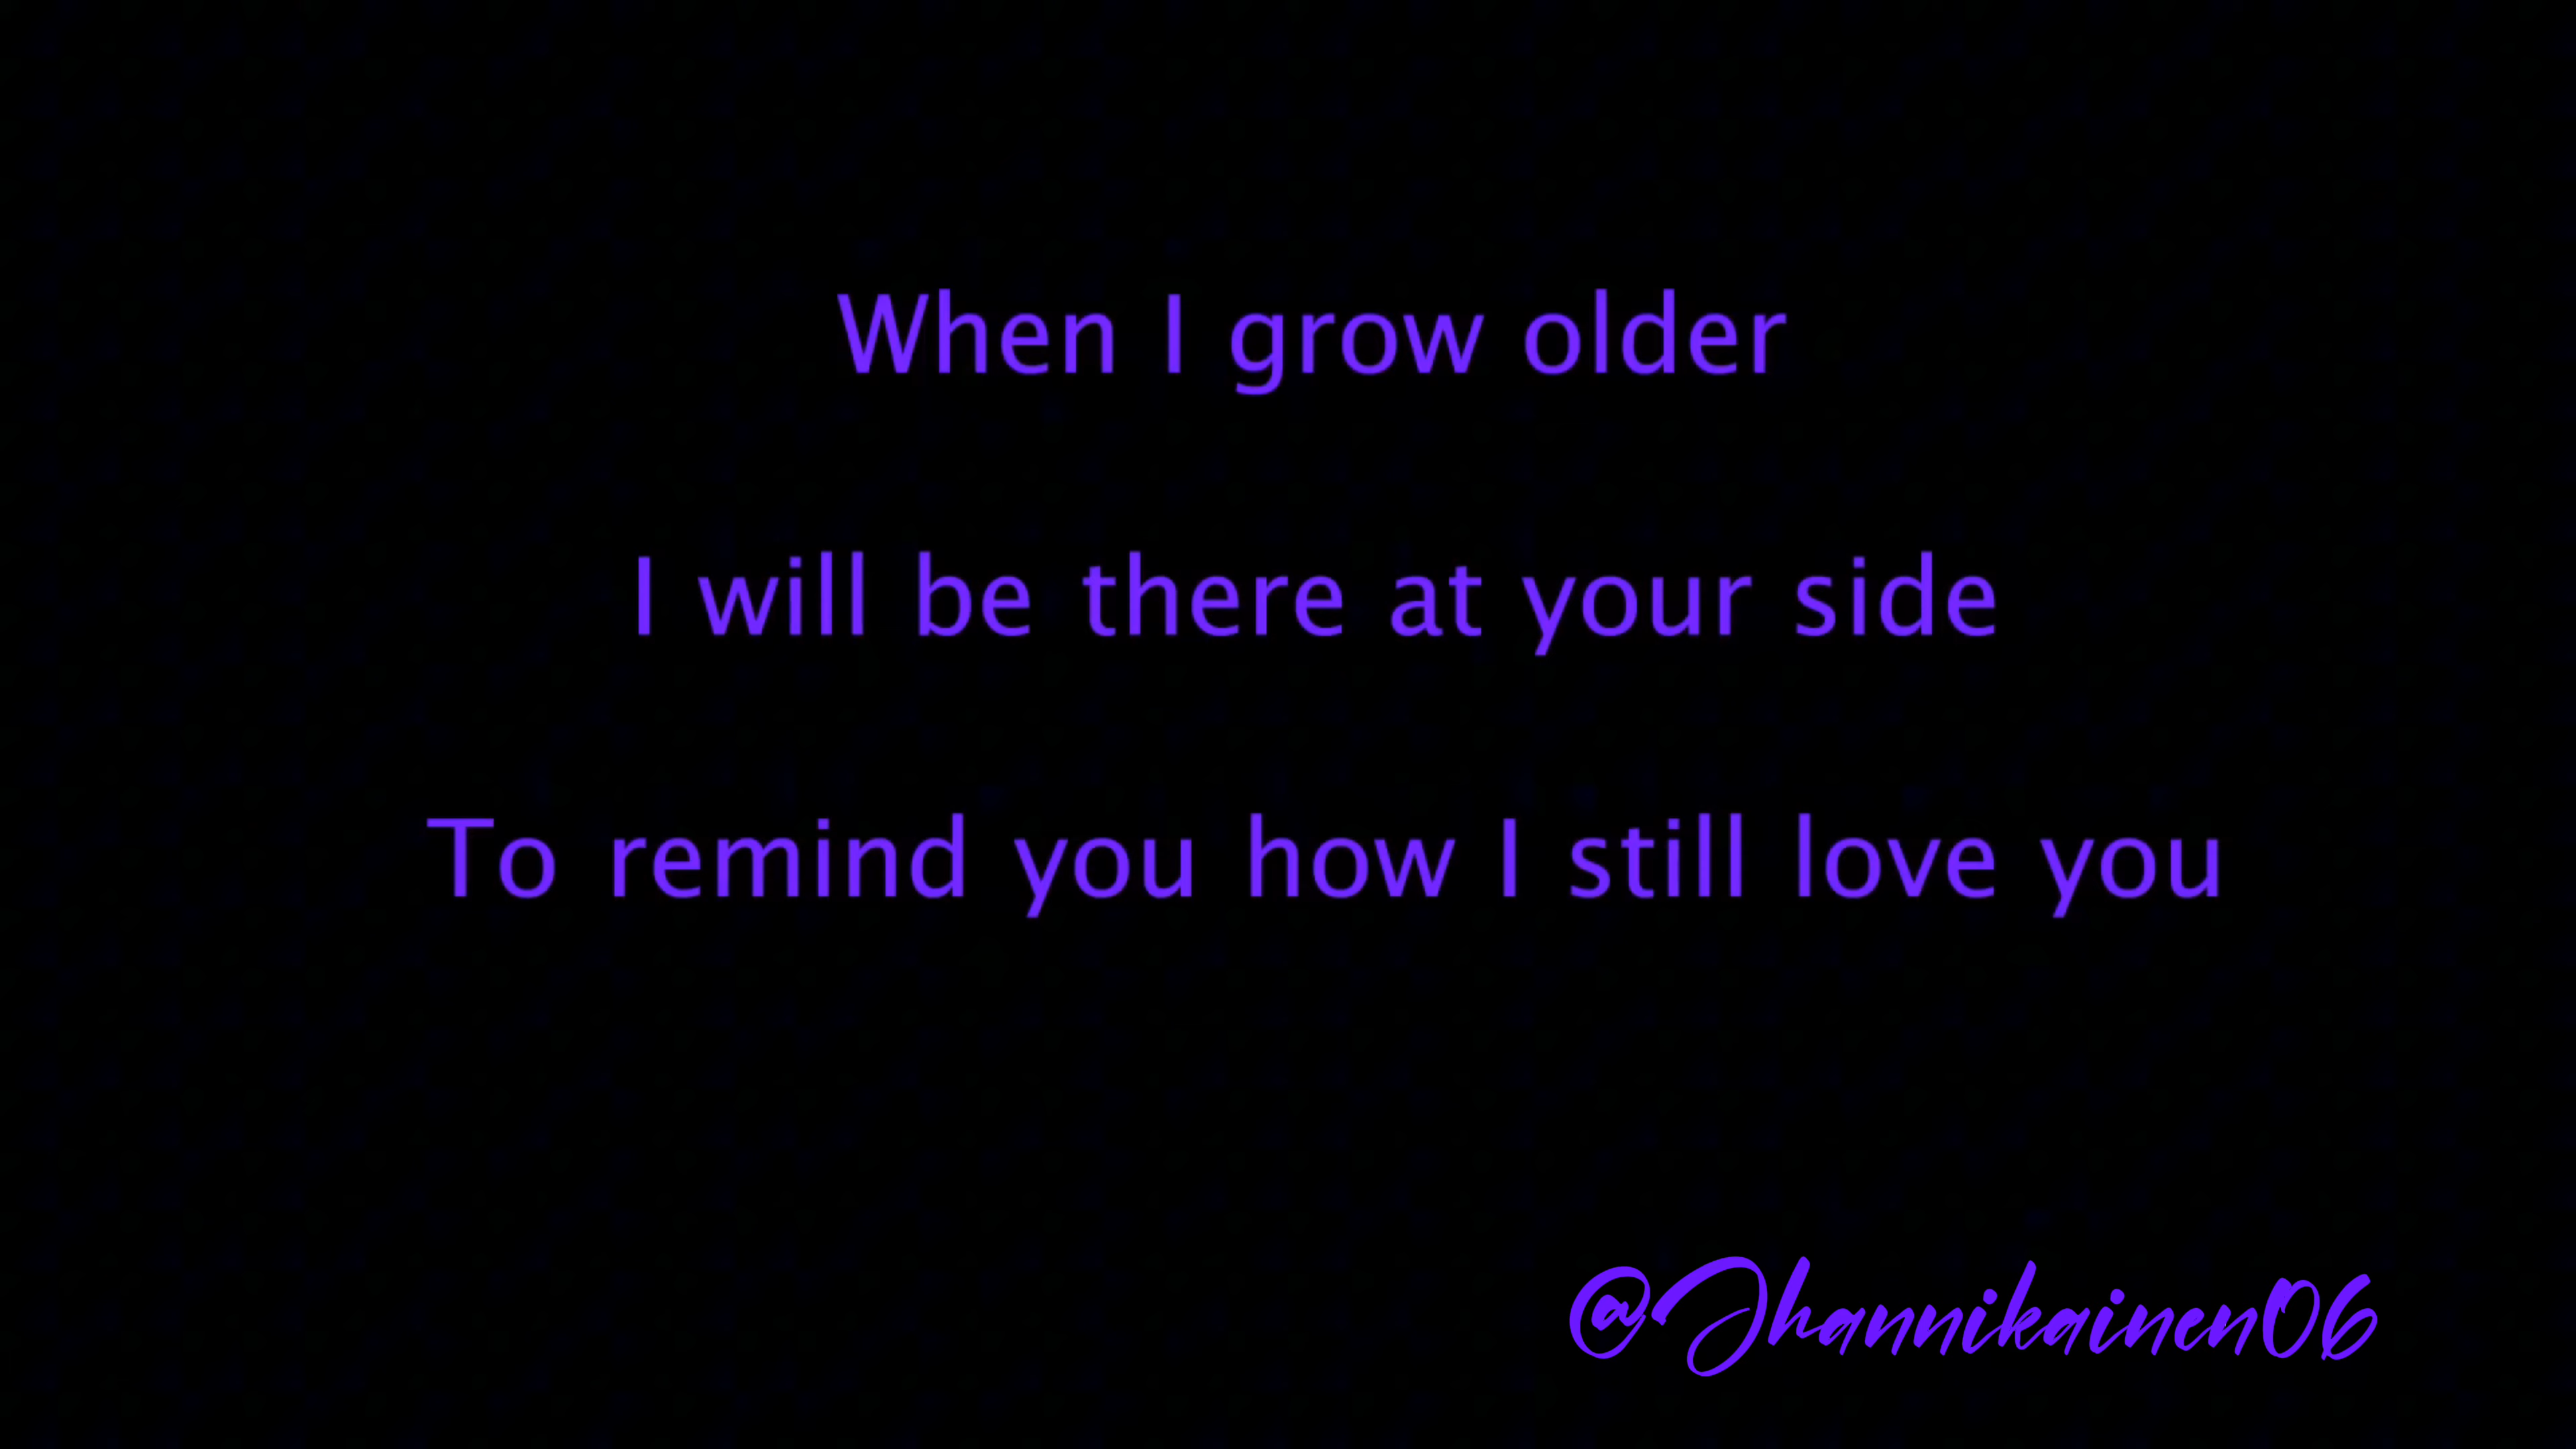 When I grow older
I will be there at your side
To remind you how I still love you
@Jhannikainen06